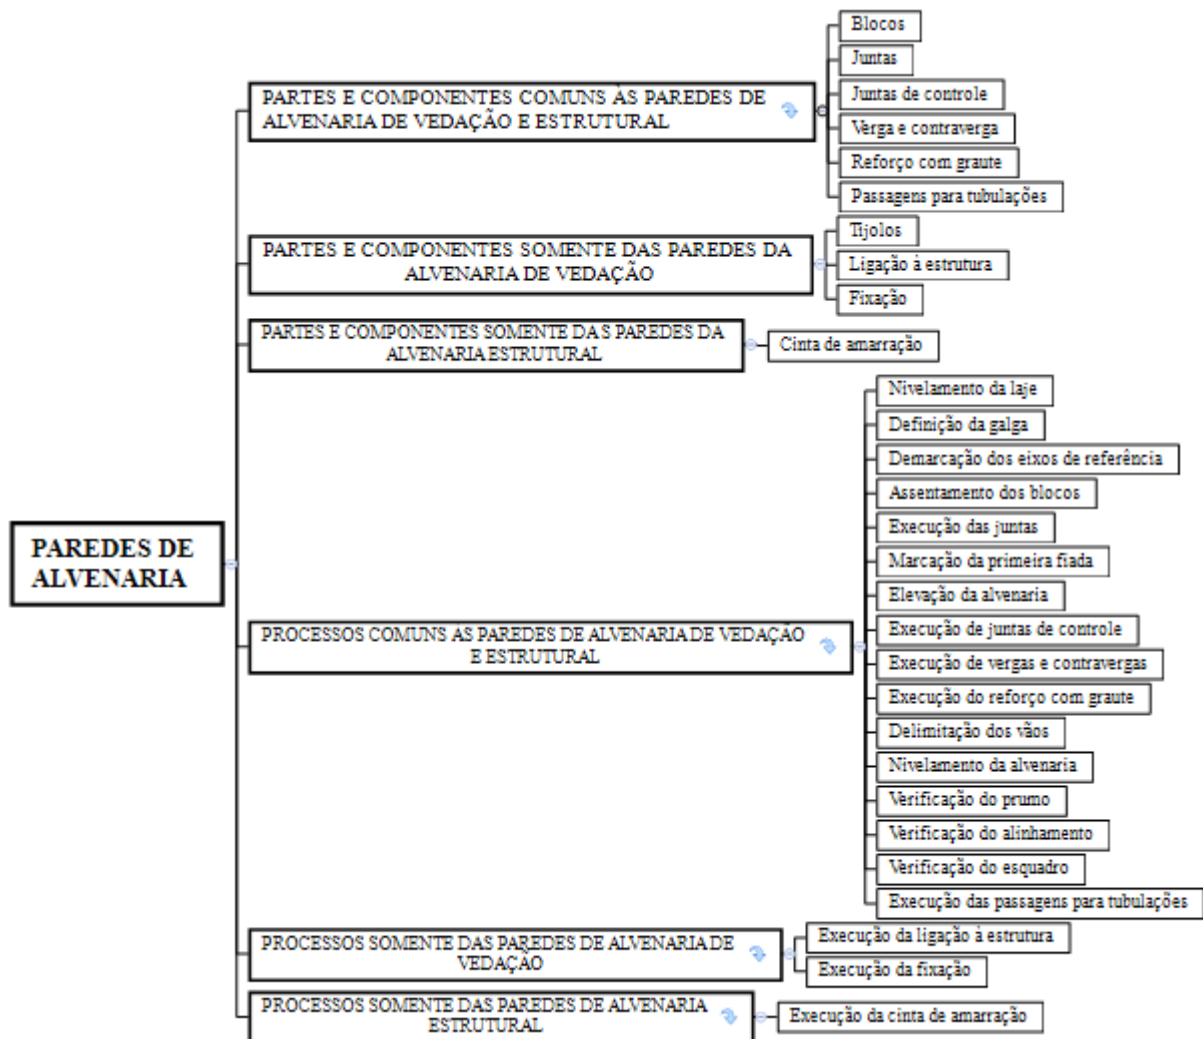 PAREDES DE
ALVENARIA
PARTES E COMPONENTES COMUNS ÀS PAREDES DE
ALVENARIA DE VEDAÇÃO E ESTRUTURAL
Blocos
Juntas
Juntas de controle
Verga e contraverga
Reforço com graute
Passagens para tubulações
PARTES E COMPONENTES SOMENTE DAS PAREDES DA
ALVENARIA DE VEDAÇÃO
Tijolos
Ligação à estrutura
Fixação
PARTES E COMPONENTES SOMENTE DAS PAREDES DA
ALVENARIA ESTRUTURAL
Cinta de amarração
PROCESSOS COMUNS ÀS PAREDES DE ALVENARIA DE VEDAÇÃO
E ESTRUTURAL
Nivelamento da laje
Definição da galga
Demarcação dos eixos de referência
Assentamento dos blocos
Execução das juntas
Marcação da primeira fiada
Elevação da alvenaria
Execução de juntas de controle
Execução de vergas e contravergas
Execução do reforço com graute
Delimitação dos vãos
Nivelamento da alvenaria
Verificação do prumo
Verificação do alinhamento
Verificação do esquadro
Execução das passagens para tubulações
PROCESSOS SOMENTE DAS PAREDES DE ALVENARIA DE
VEDAÇÃO
Execução da ligação à estrutura
Execução da fixação
PROCESSOS SOMENTE DAS PAREDES DE ALVENARIA
ESTRUTURAL
Execução da cinta de amarração